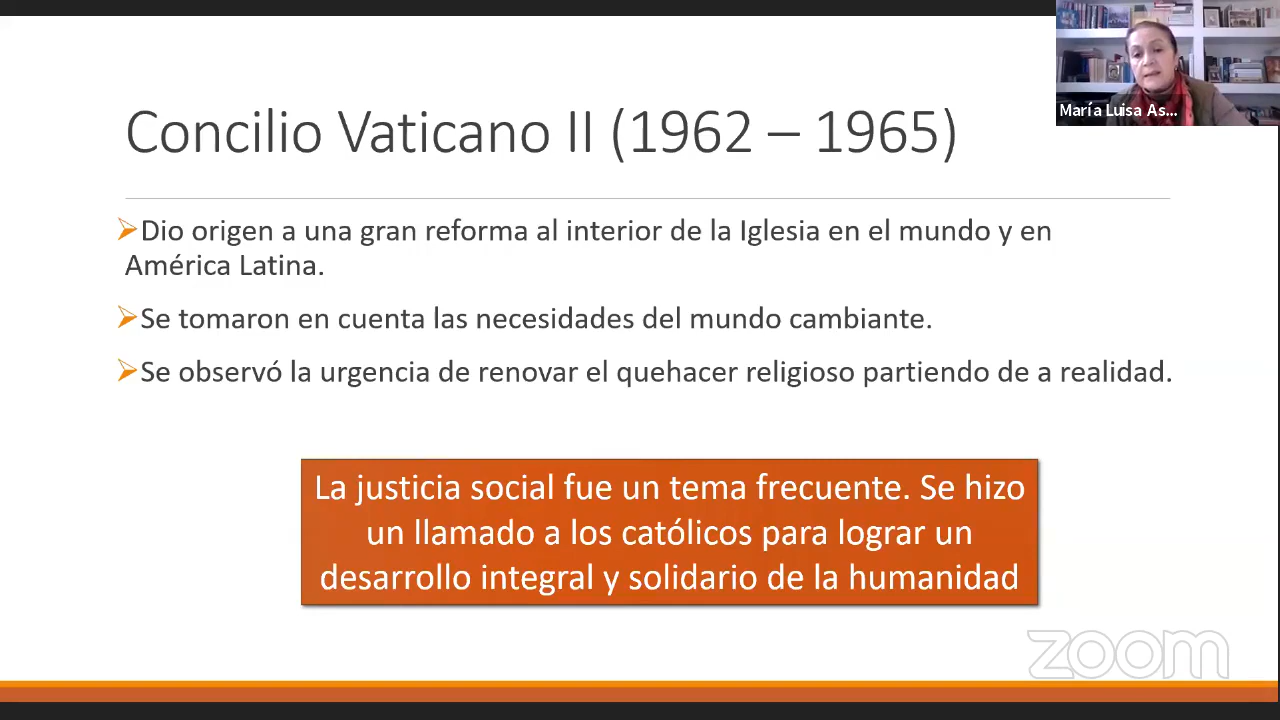 María Luisa As...
Concilio Vaticano II (1962 – 1965)
Dio origen a una gran reforma al interior de la Iglesia en el mundo y en
América Latina.
Se tomaron en cuenta las necesidades del mundo cambiante.
Se observó la urgencia de renovar el quehacer religioso partiendo de a realidad.
La justicia social fue un tema frecuente. Se hizo
un llamado a los católicos para lograr un
desarrollo integral y solidario de la humanidad
zoom